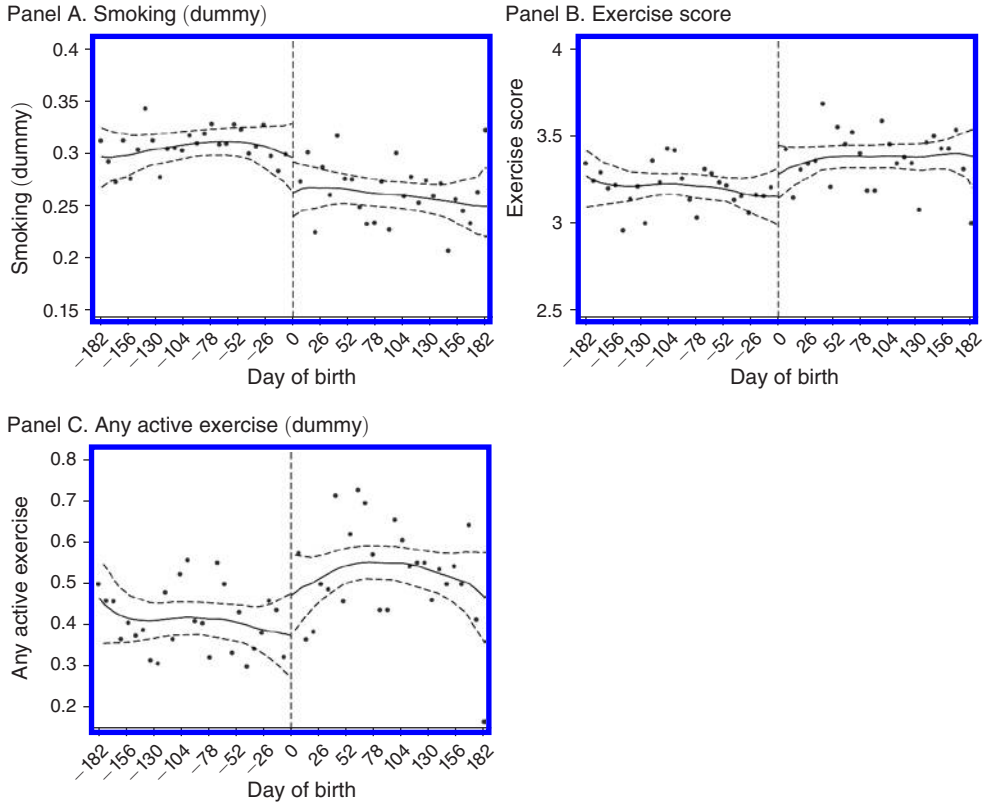 Panel A. Smoking (dummy)
Smoking (dummy)
0.4
0.35
0.3
0.25
0.2
0.15
−182 −156 −130 −104 −78 −52 −26 0 26 52 78 104 130 156 182
Day of birth
Panel B. Exercise score
Exercise score
4
3.5
3
2.5
−182 −156 −130 −104 −78 −52 −26 0 26 52 78 104 130 156 182
Day of birth
Panel C. Any active exercise (dummy)
Any active exercise
0.8
0.7
0.6
0.5
0.4
0.3
0.2
−182 −156 −130 −104 −78 −52 −26 0 26 52 78 104 130 156 182
Day of birth